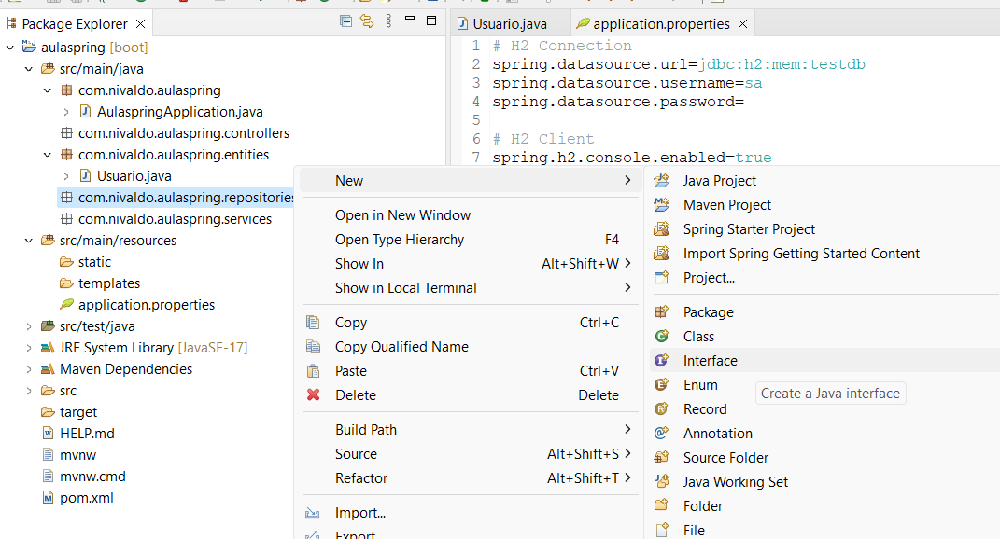 Package Explorer
aulaspring [boot]
src/main/java
com.nivaldo.aulaspring
AulaspringApplication.java
com.nivaldo.aulaspring.controllers
com.nivaldo.aulaspring.entities
Usuario.java
com.nivaldo.aulaspring.repositories
com.nivaldo.aulaspring.services
src/main/resources
static
templates
application.properties
src/test/java
JRE System Library [JavaSE-17]
Maven Dependencies
src
target
HELP.md
mvnw
mvnw.cmd
pom.xml
Usuario.java
application.properties
1 # H2 Connection
2 spring.datasource.url=jdbc:h2:mem:testdb
3 spring.datasource.username=sa
4 spring.datasource.password=
5
6 # H2 Client
7 spring.h2.console.enabled=true
New
Open in New Window
Open Type Hierarchy F4
Show In Alt+Shift+W
Show in Local Terminal
Copy Ctrl+C
Copy Qualified Name
Paste Ctrl+V
Delete Delete
Build Path
Source Alt+Shift+S
Refactor Alt+Shift+T
Import...
Export
Java Project
Maven Project
Spring Starter Project
Import Spring Getting Started Content
Project...
Package
Class
Interface
Enum
Create a Java interface
Record
Annotation
Source Folder
Java Working Set
Folder
File